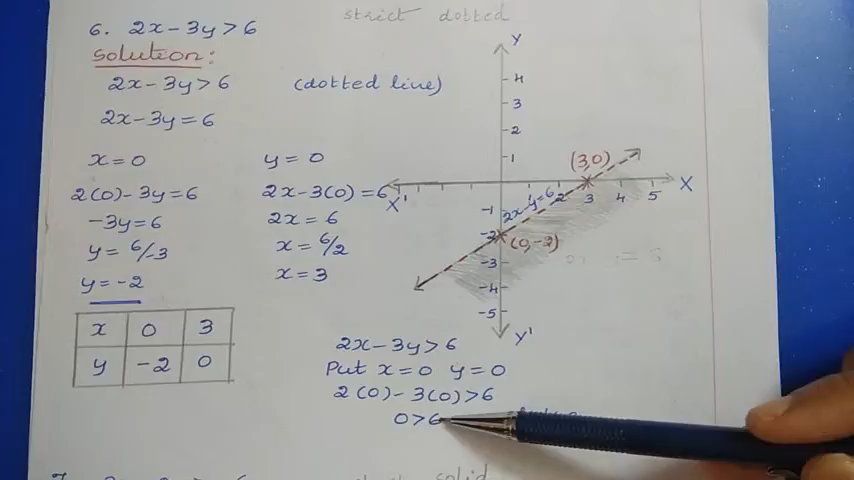 strict dotted
6. 2x-3y>6
Solution:
2x-3y>6 (dotted line)
2x-3y=6
x=0
2(0)-3y=6
-3y=6
y=6/-3
y=-2
y=0
2x-3(0)=6
2x=6
x=6/2
x=3
x 0 3
y -2 0
Y
4
3
2
1
(3,0)
X' X
2 3 4 5
2x-y=6
-1
-2
(0,-2)
-3
-4
-5
Y'
2x-3y>6
Put x=0 y=0
2(0)-3(0)>6
0>6
solid